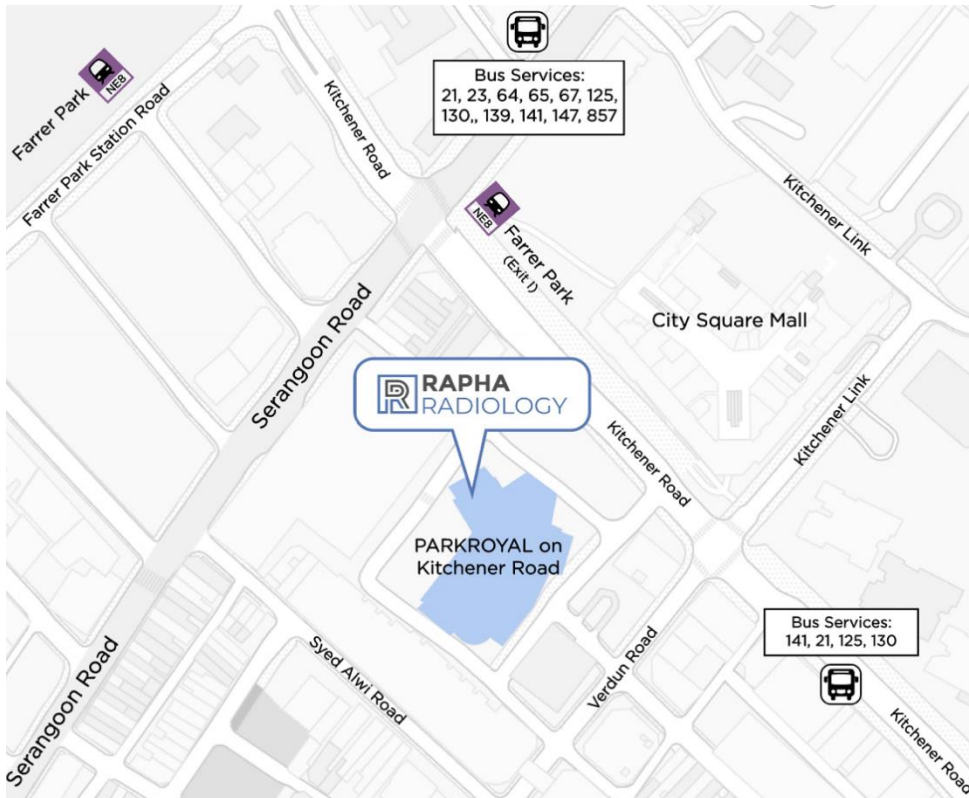 Bus Services:
21, 23, 64, 65, 67, 125,
130,, 139, 141, 147, 857
NE8
Farrer Park
Farrer Park Station Road
Kitchener Road
NE8
Farrer Park
(Exit I)
Kitchener Link
City Square Mall
Serangoon Road
RAPHA
RADIOLOGY
Kitchener Road
Kitchener Link
PARKROYAL on
Kitchener Road
Bus Services:
141, 21, 125, 130
Syed Alwi Road
Verdun Road
Serangoon Road
Kitchener Road